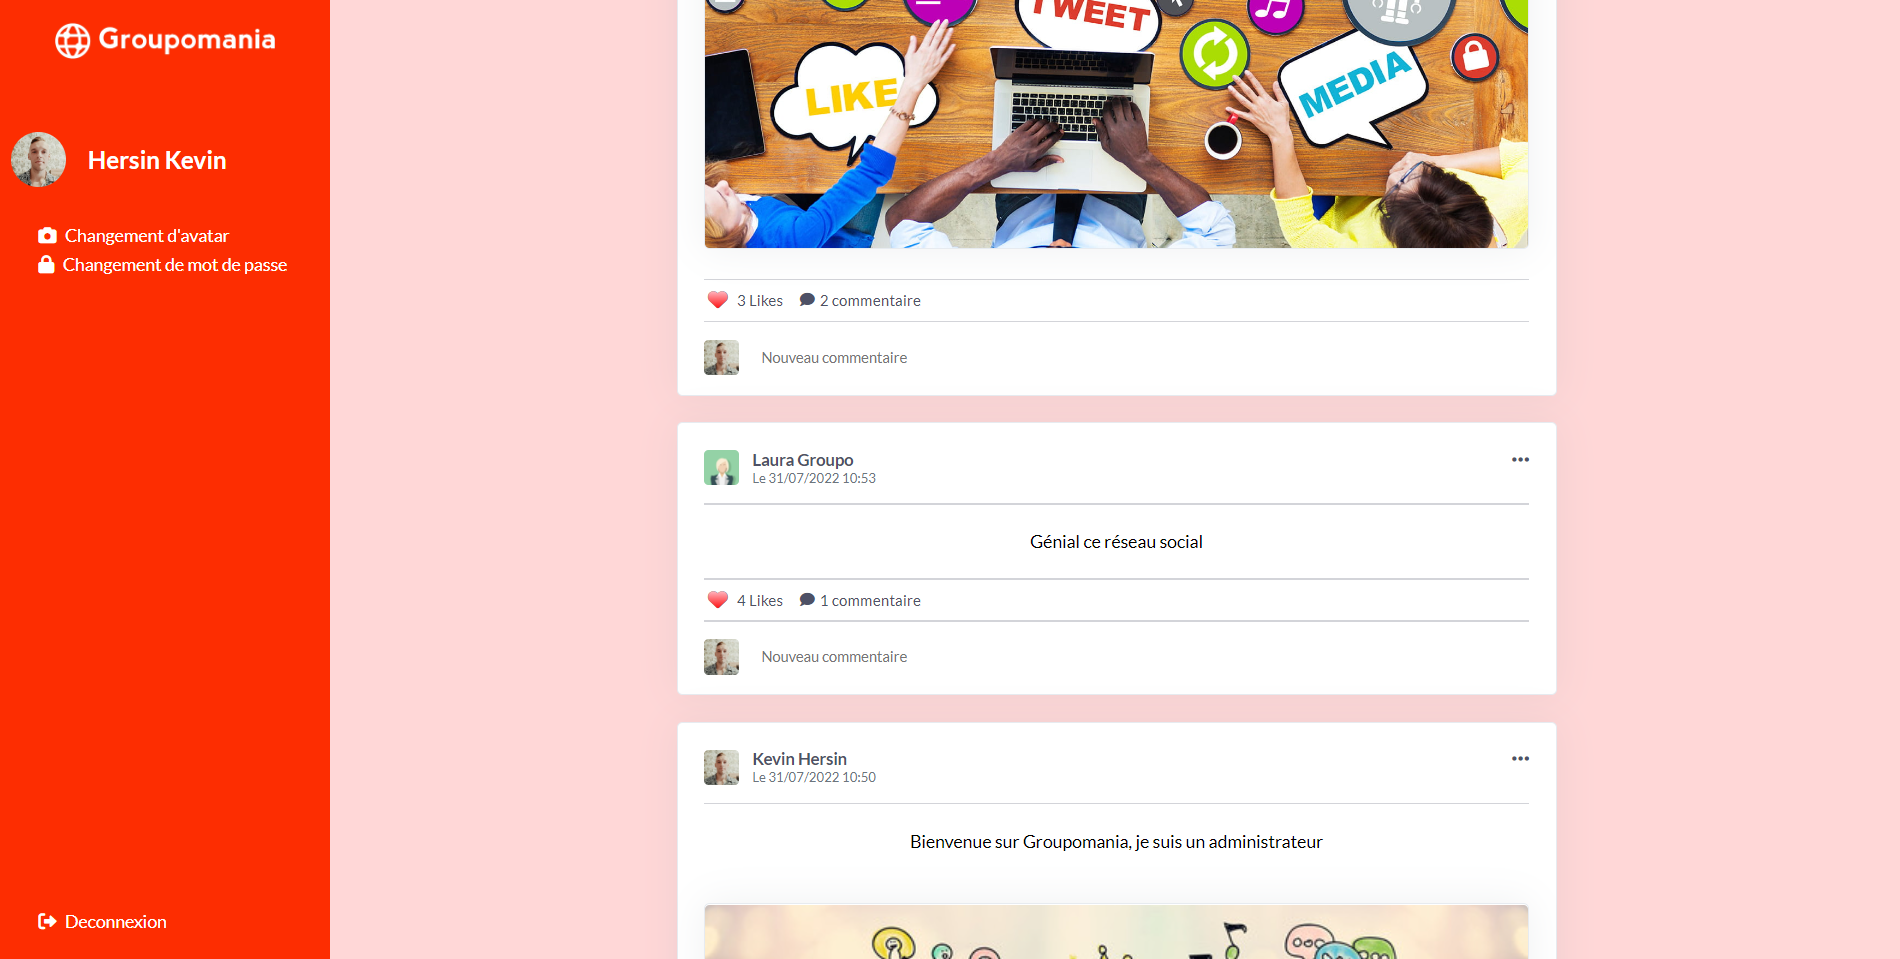 Groupomania
Hersin Kevin
Changement d'avatar
Changement de mot de passe
Deconnexion
TWEET
LIKE
MEDIA
3 Likes 2 commentaire
Nouveau commentaire
Laura Groupo
Le 31/07/2022 10:53
Génial ce réseau social
4 Likes 1 commentaire
Nouveau commentaire
Kevin Hersin
Le 31/07/2022 10:50
Bienvenue sur Groupomania, je suis un administrateur